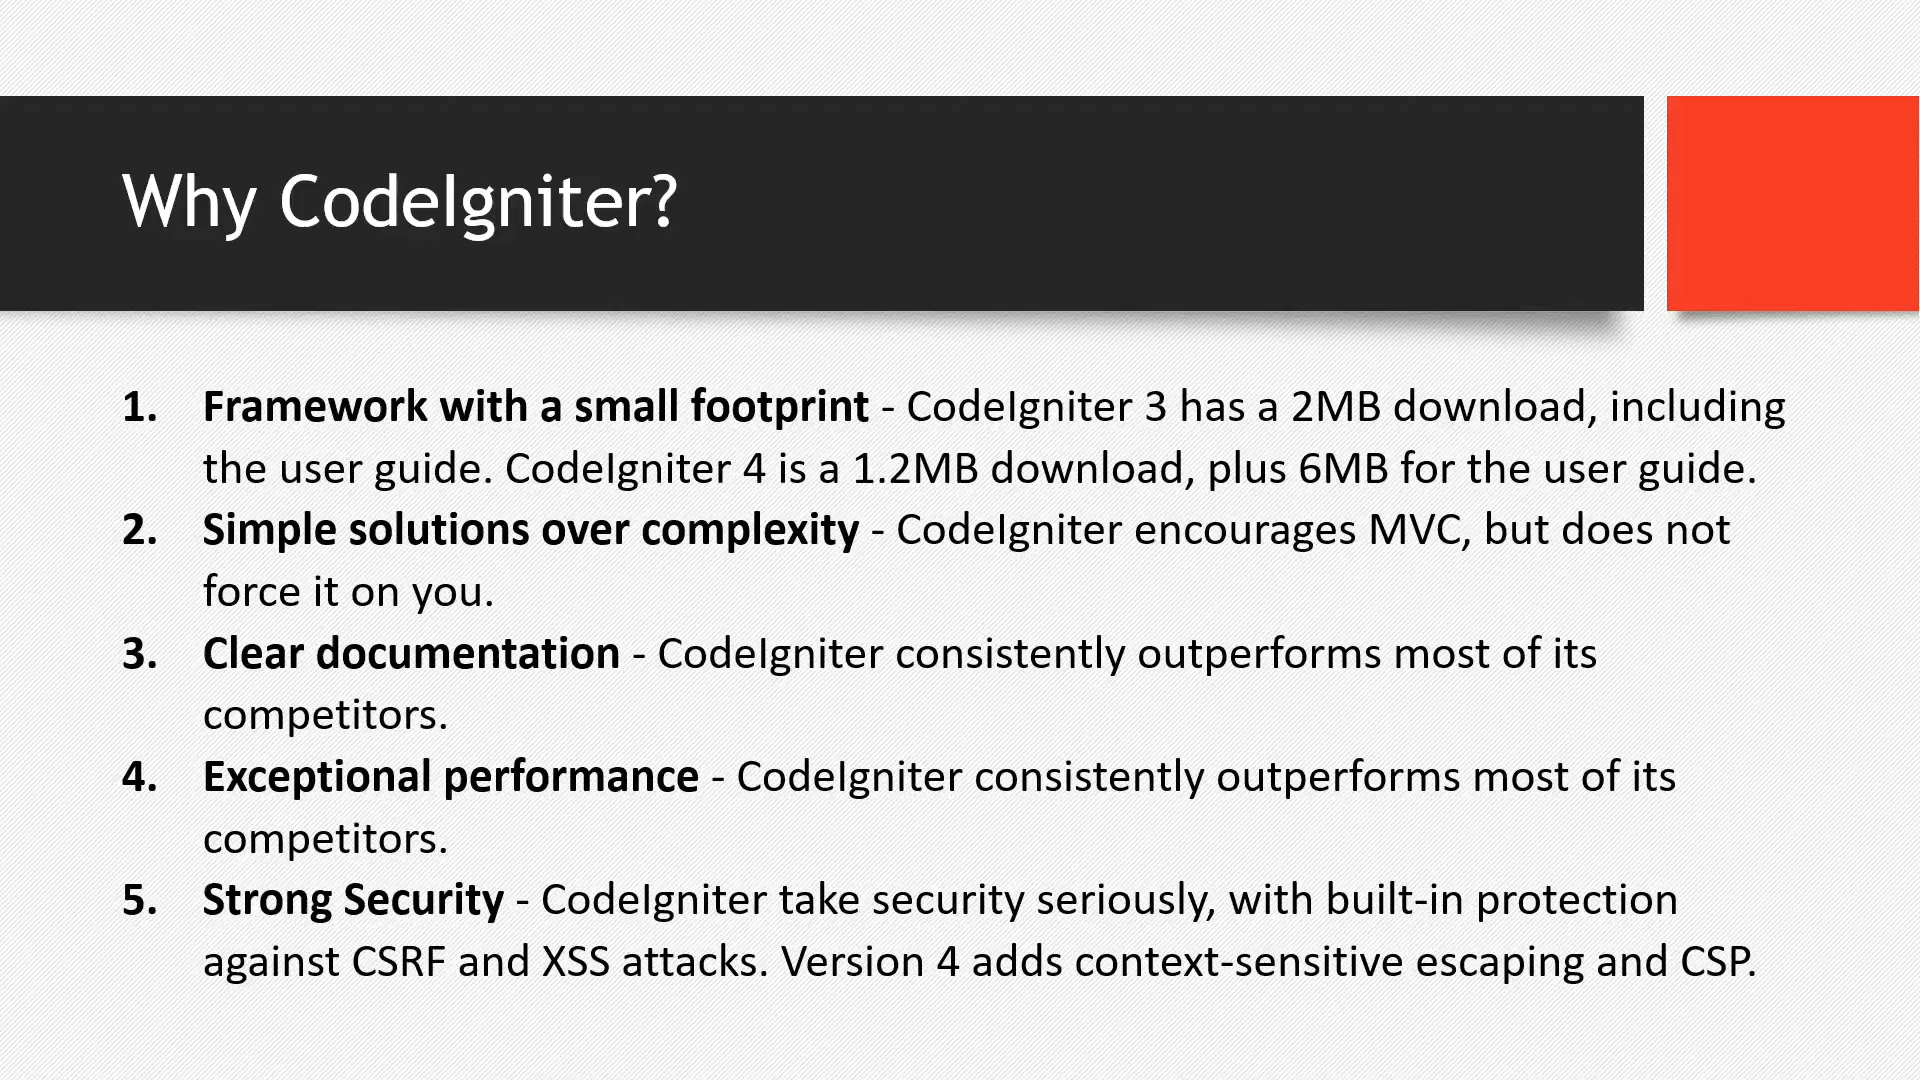 Why CodeIgniter?
1. Framework with a small footprint - CodeIgniter 3 has a 2MB download, including
the user guide. CodeIgniter 4 is a 1.2MB download, plus 6MB for the user guide.
2. Simple solutions over complexity - CodeIgniter encourages MVC, but does not
force it on you.
3. Clear documentation - CodeIgniter consistently outperforms most of its
competitors.
4. Exceptional performance - CodeIgniter consistently outperforms most of its
competitors.
5. Strong Security - CodeIgniter take security seriously, with built-in protection
against CSRF and XSS attacks. Version 4 adds context-sensitive escaping and CSP.